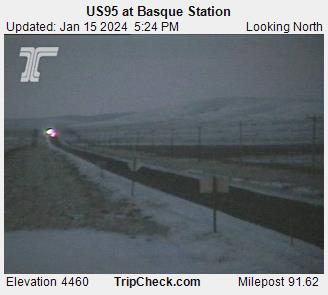 US95 at Basque Station
Updated: Jan 15 2024 5:24 PM Looking North
Elevation 4460 TripCheck.com Milepost 91.62